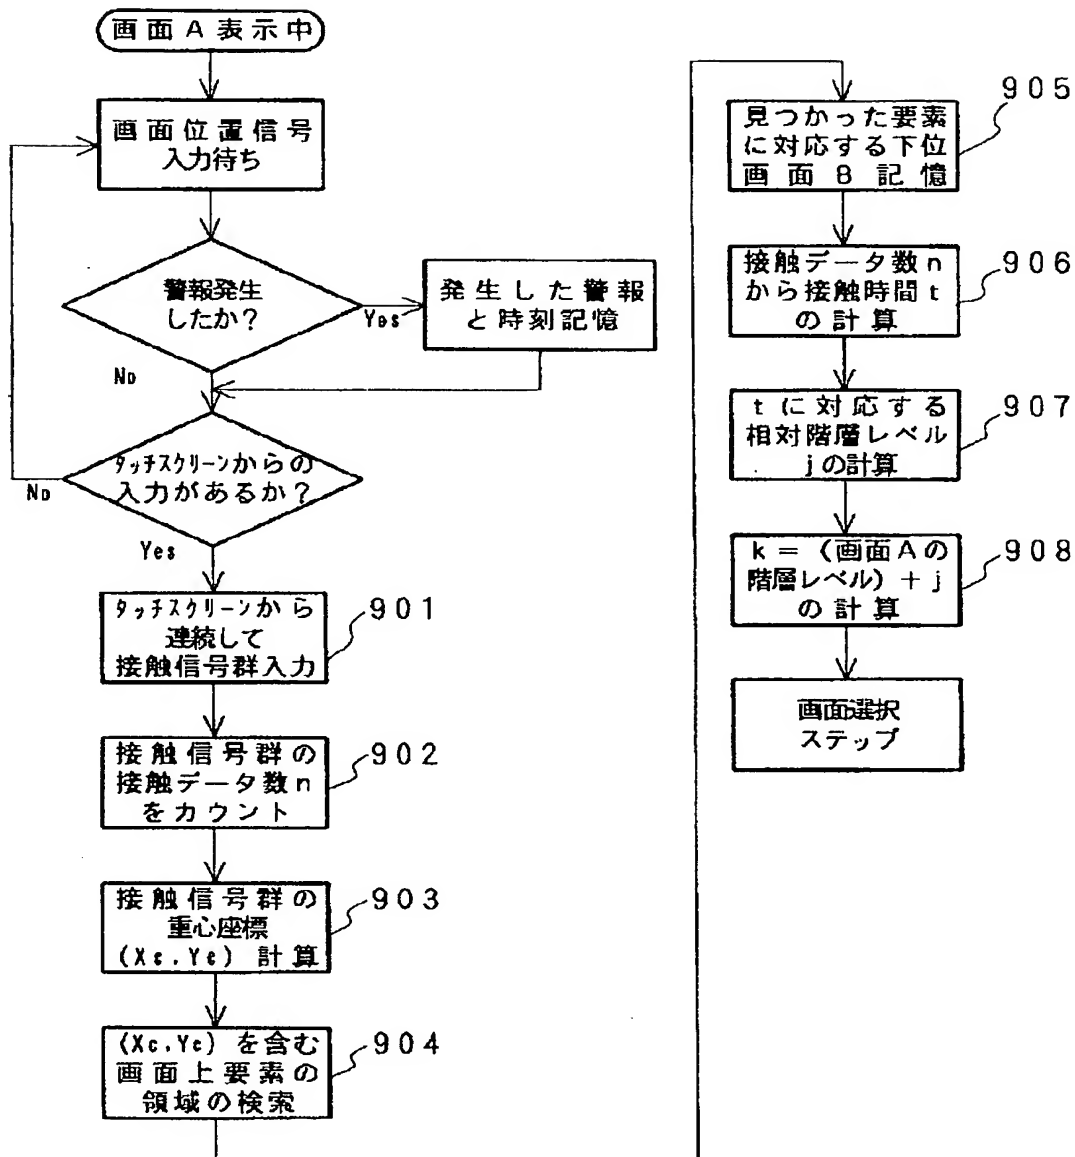 画面A表示中
画面位置信号
入力待ち
警報発生
したか?
Yes
発生した警報
と時刻記憶
No
タッチスクリーンからの
入力があるか?
No
Yes
タッチスクリーンから
連続して
接触信号群入力
901
接触信号群の
接触データ数n
をカウント
902
接触信号群の
重心座標
(Xc,Yc)計算
903
(Xc,Yc)を含む
画面上要素の
領域の検索
904
見つかった要素
に対応する下位
画面B記憶
905
接触データ数n
から接触時間t
の計算
906
tに対応する
相対階層レベル
jの計算
907
k=(画面Aの
階層レベル)+j
の計算
908
画面選択
ステップ